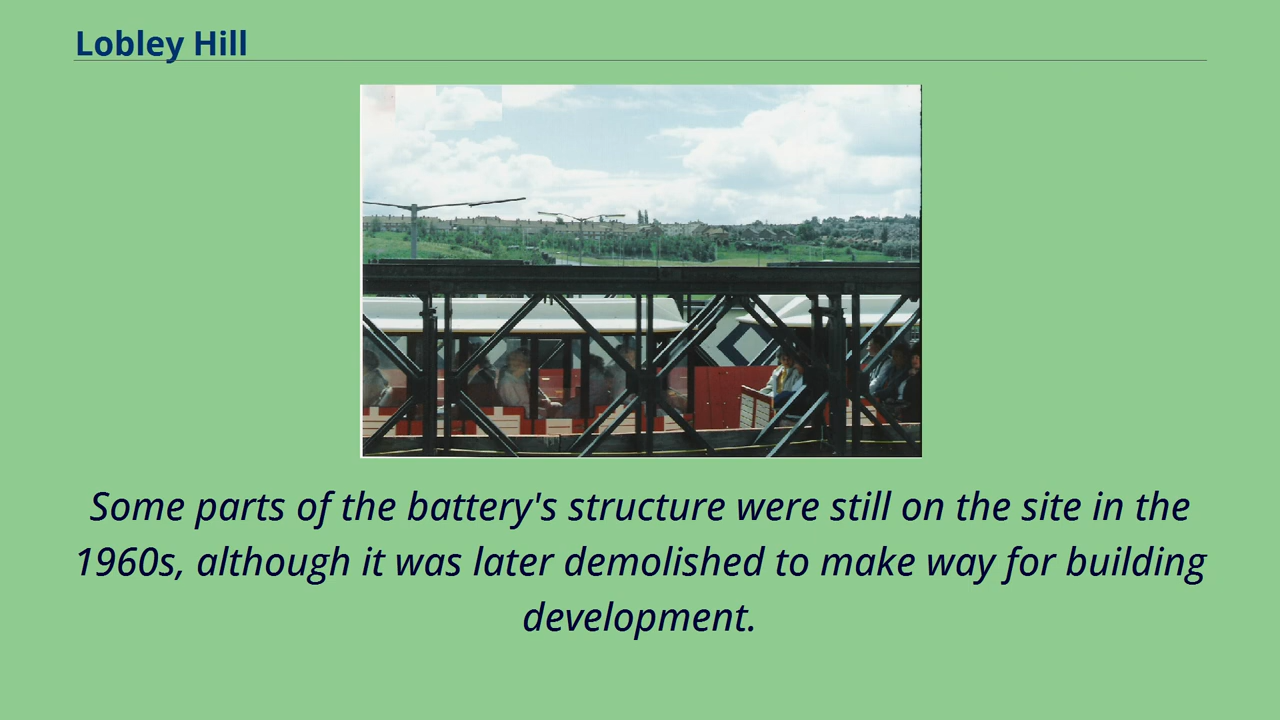 Lobley Hill
Some parts of the battery's structure were still on the site in the
1960s, although it was later demolished to make way for building
development.